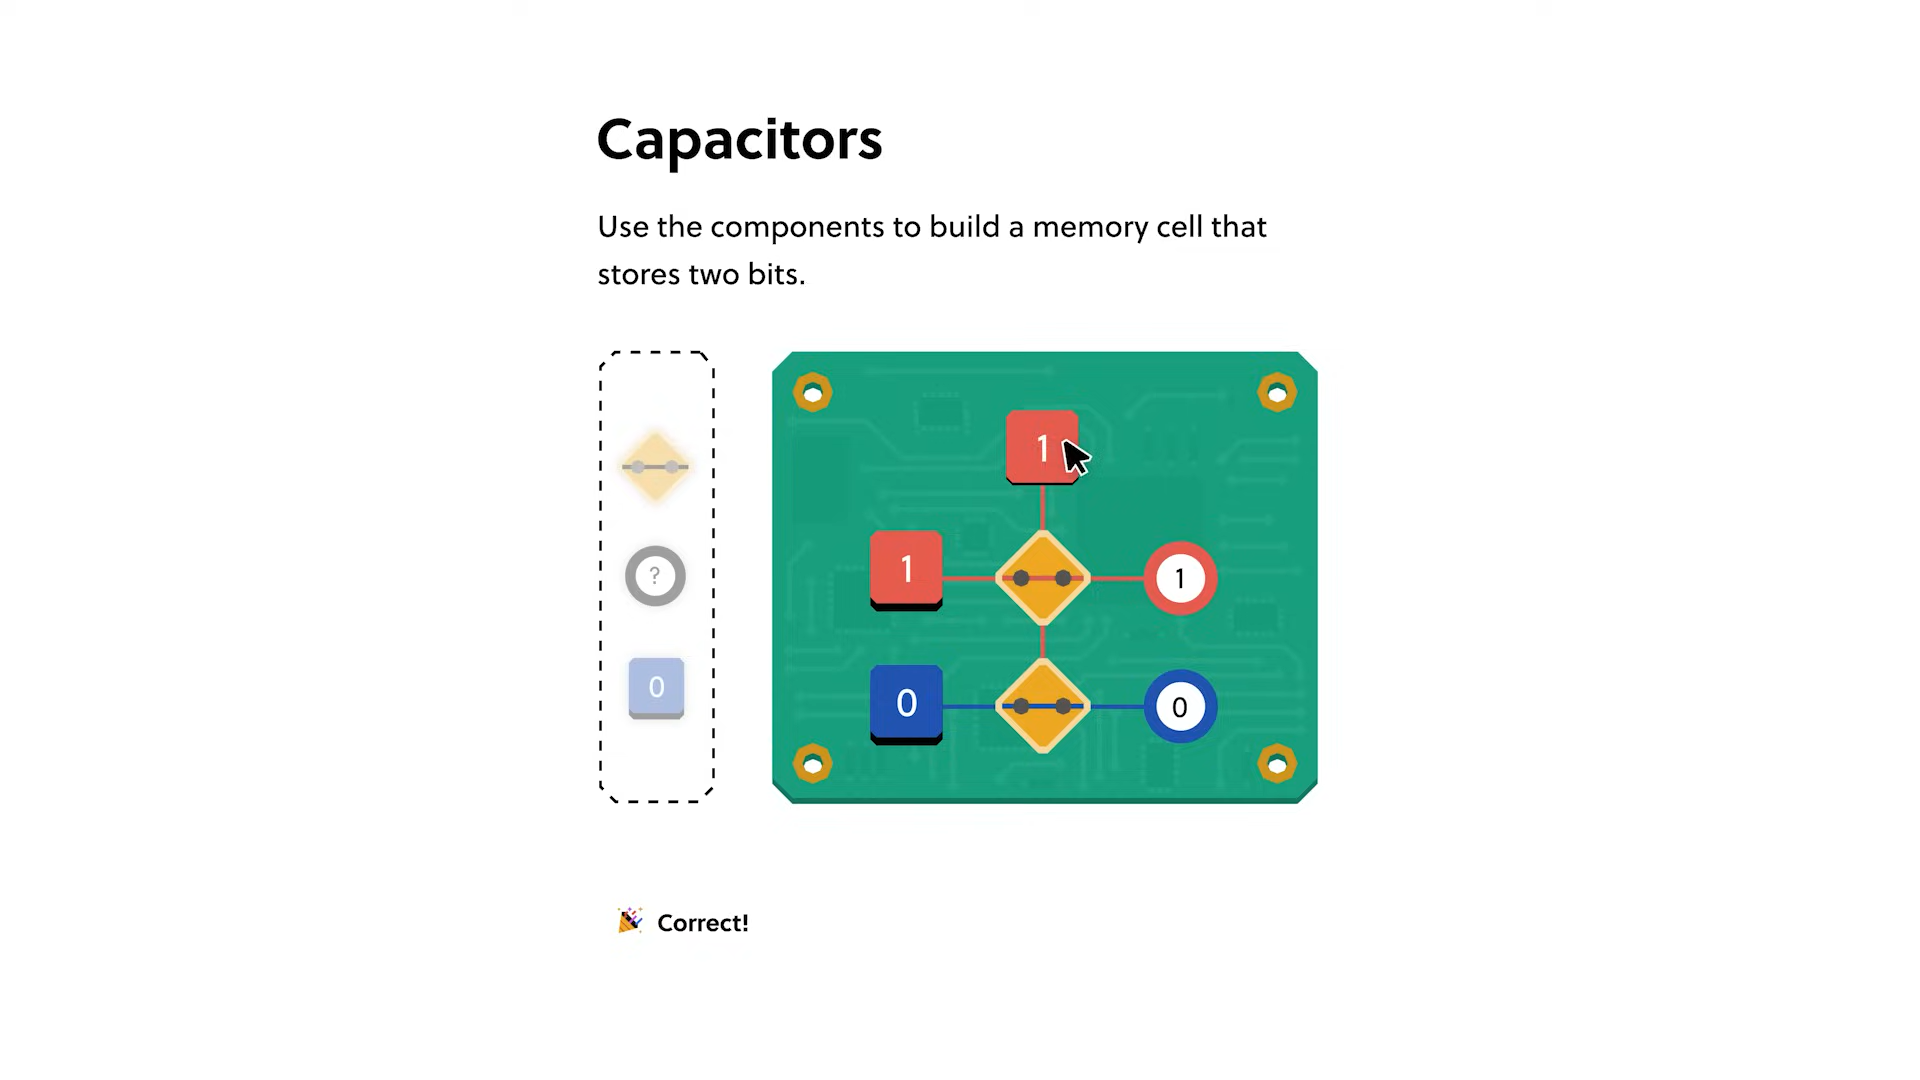 Capacitors
Use the components to build a memory cell that
stores two bits.
1
?
1
1
0
0
0
Correct!